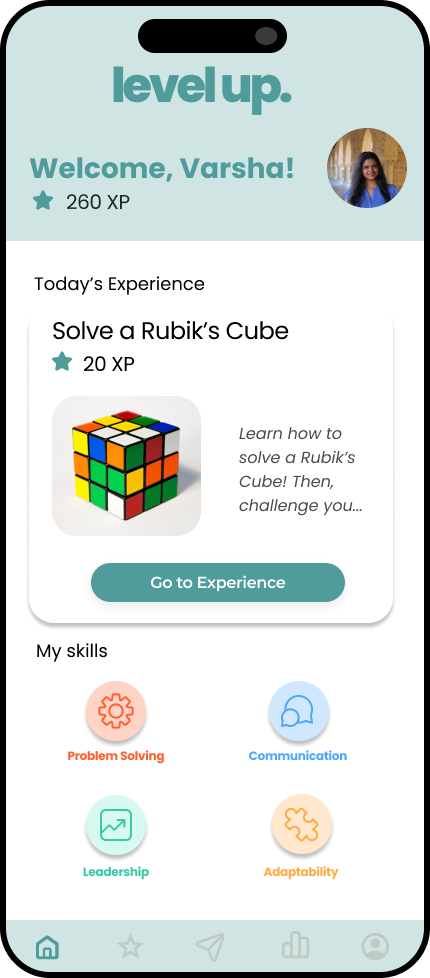 level up.
Welcome, Varsha!
260 XP
Today’s Experience
Solve a Rubik’s Cube
20 XP
Learn how to
solve a Rubik’s
Cube! Then,
challenge you...
Go to Experience
My skills
Problem Solving
Communication
Leadership
Adaptability